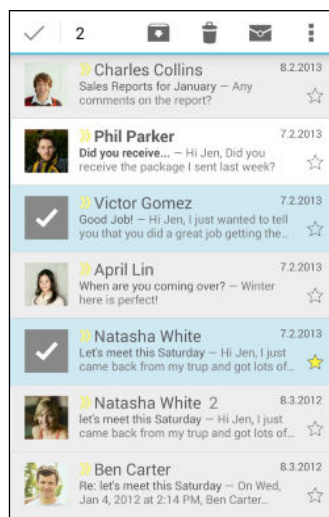 2
Charles Collins 8.2.2013
Sales Reports for January — Any
comments on the report?
Phil Parker 7.2.2013
Did you receive... — Hi Jen, Did you
receive the package I sent last week?
Victor Gomez 7.2.2013
Good Job! — Hi Jen, I just wanted to tell
you that you did a great job getting the...
April Lin 7.2.2013
When are you coming over? — Winter
here is perfect!
Natasha White 7.2.2013
Let's meet this Saturday — Hi Jen, I just
came back from my trup and got lots of...
Natasha White 2 8.3.2012
let's meet this Saturday — Hi Jen, I just
came back from my trup and got lots of...
Ben Carter 8.3.2012
Re: let's meet this Saturday — On Wed,
Jan 4, 2012 at 2:14 PM, Ben Carter...